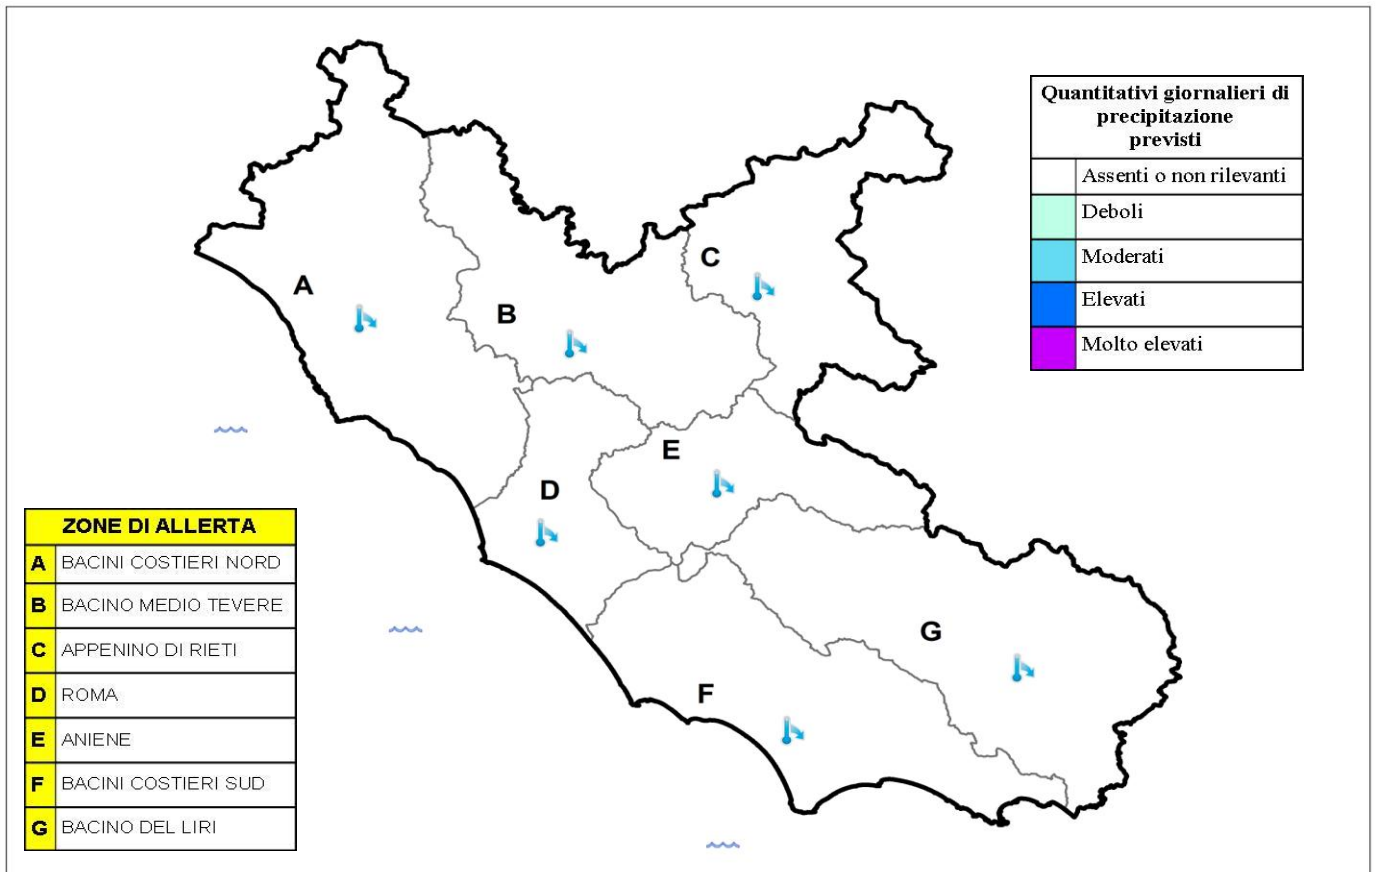 Quantitativi giornalieri di
precipitazione
previsti
Assenti o non rilevanti
Deboli
Moderati
Elevati
Molto elevati
A
B
C
D
E
F
G
ZONE DI ALLERTA
A BACINI COSTIERI NORD
B BACINO MEDIO TEVERE
C APPENINO DI RIETI
D ROMA
E ANIENE
F BACINI COSTIERI SUD
G BACINO DEL LIRI